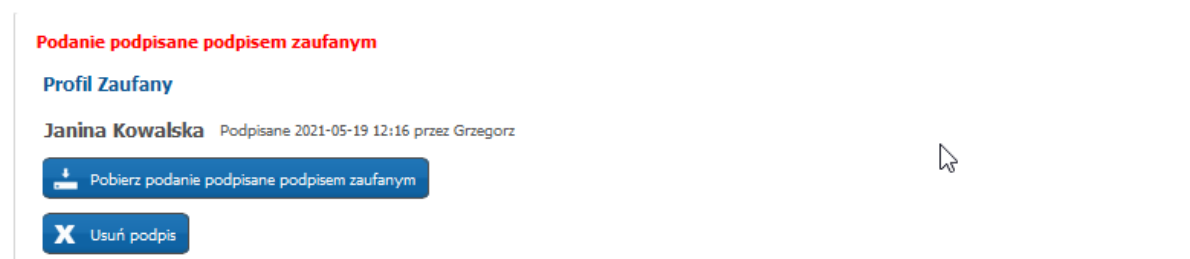 Podanie podpisane podpisem zaufanym
Profil Zaufany
Janina Kowalska Podpisane 2021-05-19 12:16 przez Grzegorz
Pobierz podanie podpisane podpisem zaufanym
Usuń podpis